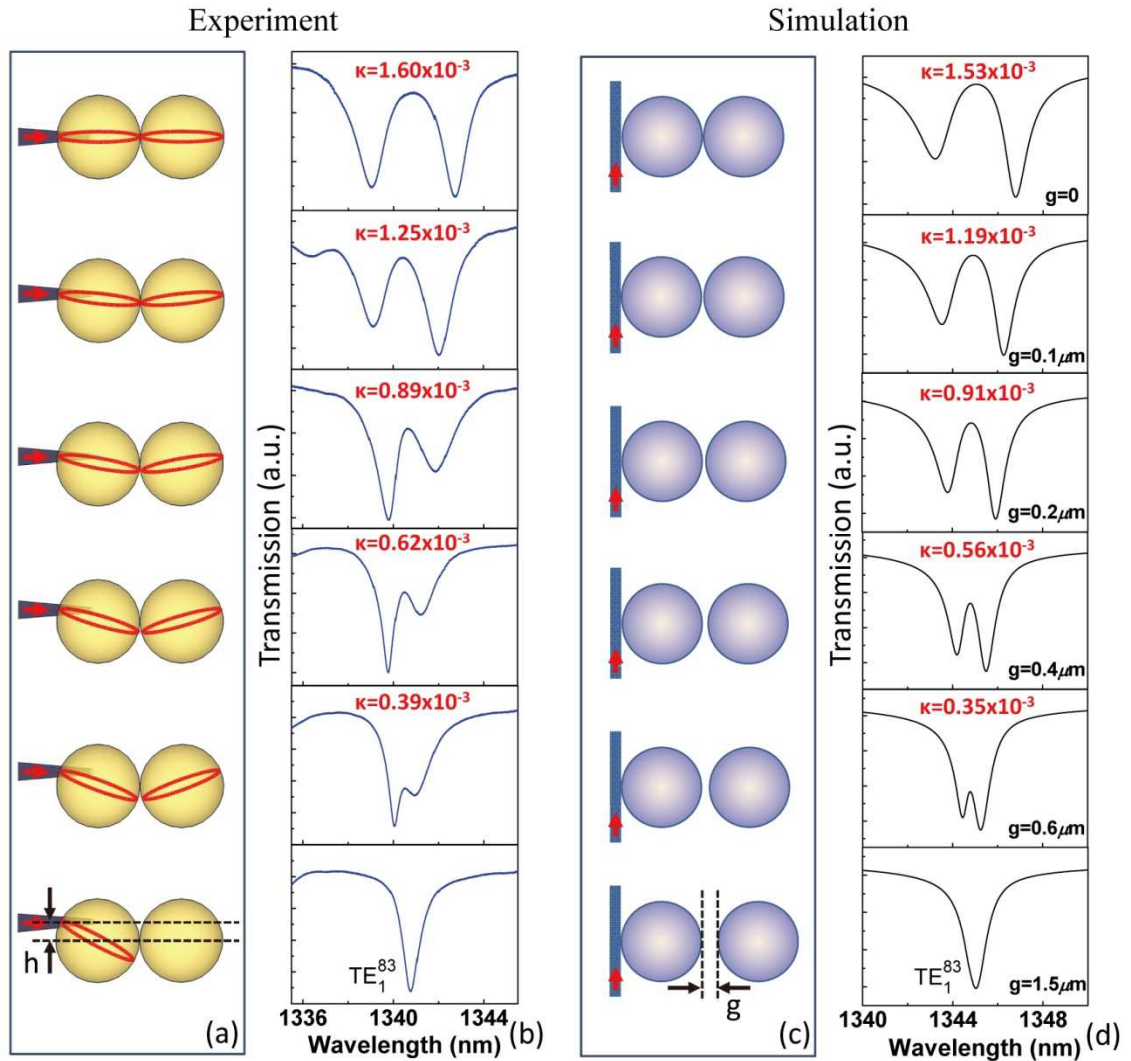 Experiment
Simulation
κ=1.60x10⁻³
κ=1.25x10⁻³
κ=0.89x10⁻³
κ=0.62x10⁻³
κ=0.39x10⁻³
h
TE₁⁸³
Transmission (a.u.)
1336 1340 1344
Wavelength (nm)
(a)
(b)
κ=1.53x10⁻³
g=0
κ=1.19x10⁻³
g=0.1μm
κ=0.91x10⁻³
g=0.2μm
κ=0.56x10⁻³
g=0.4μm
κ=0.35x10⁻³
g=0.6μm
g
TE₁⁸³
g=1.5μm
Transmission (a.u.)
1340 1344 1348
Wavelength (nm)
(c)
(d)